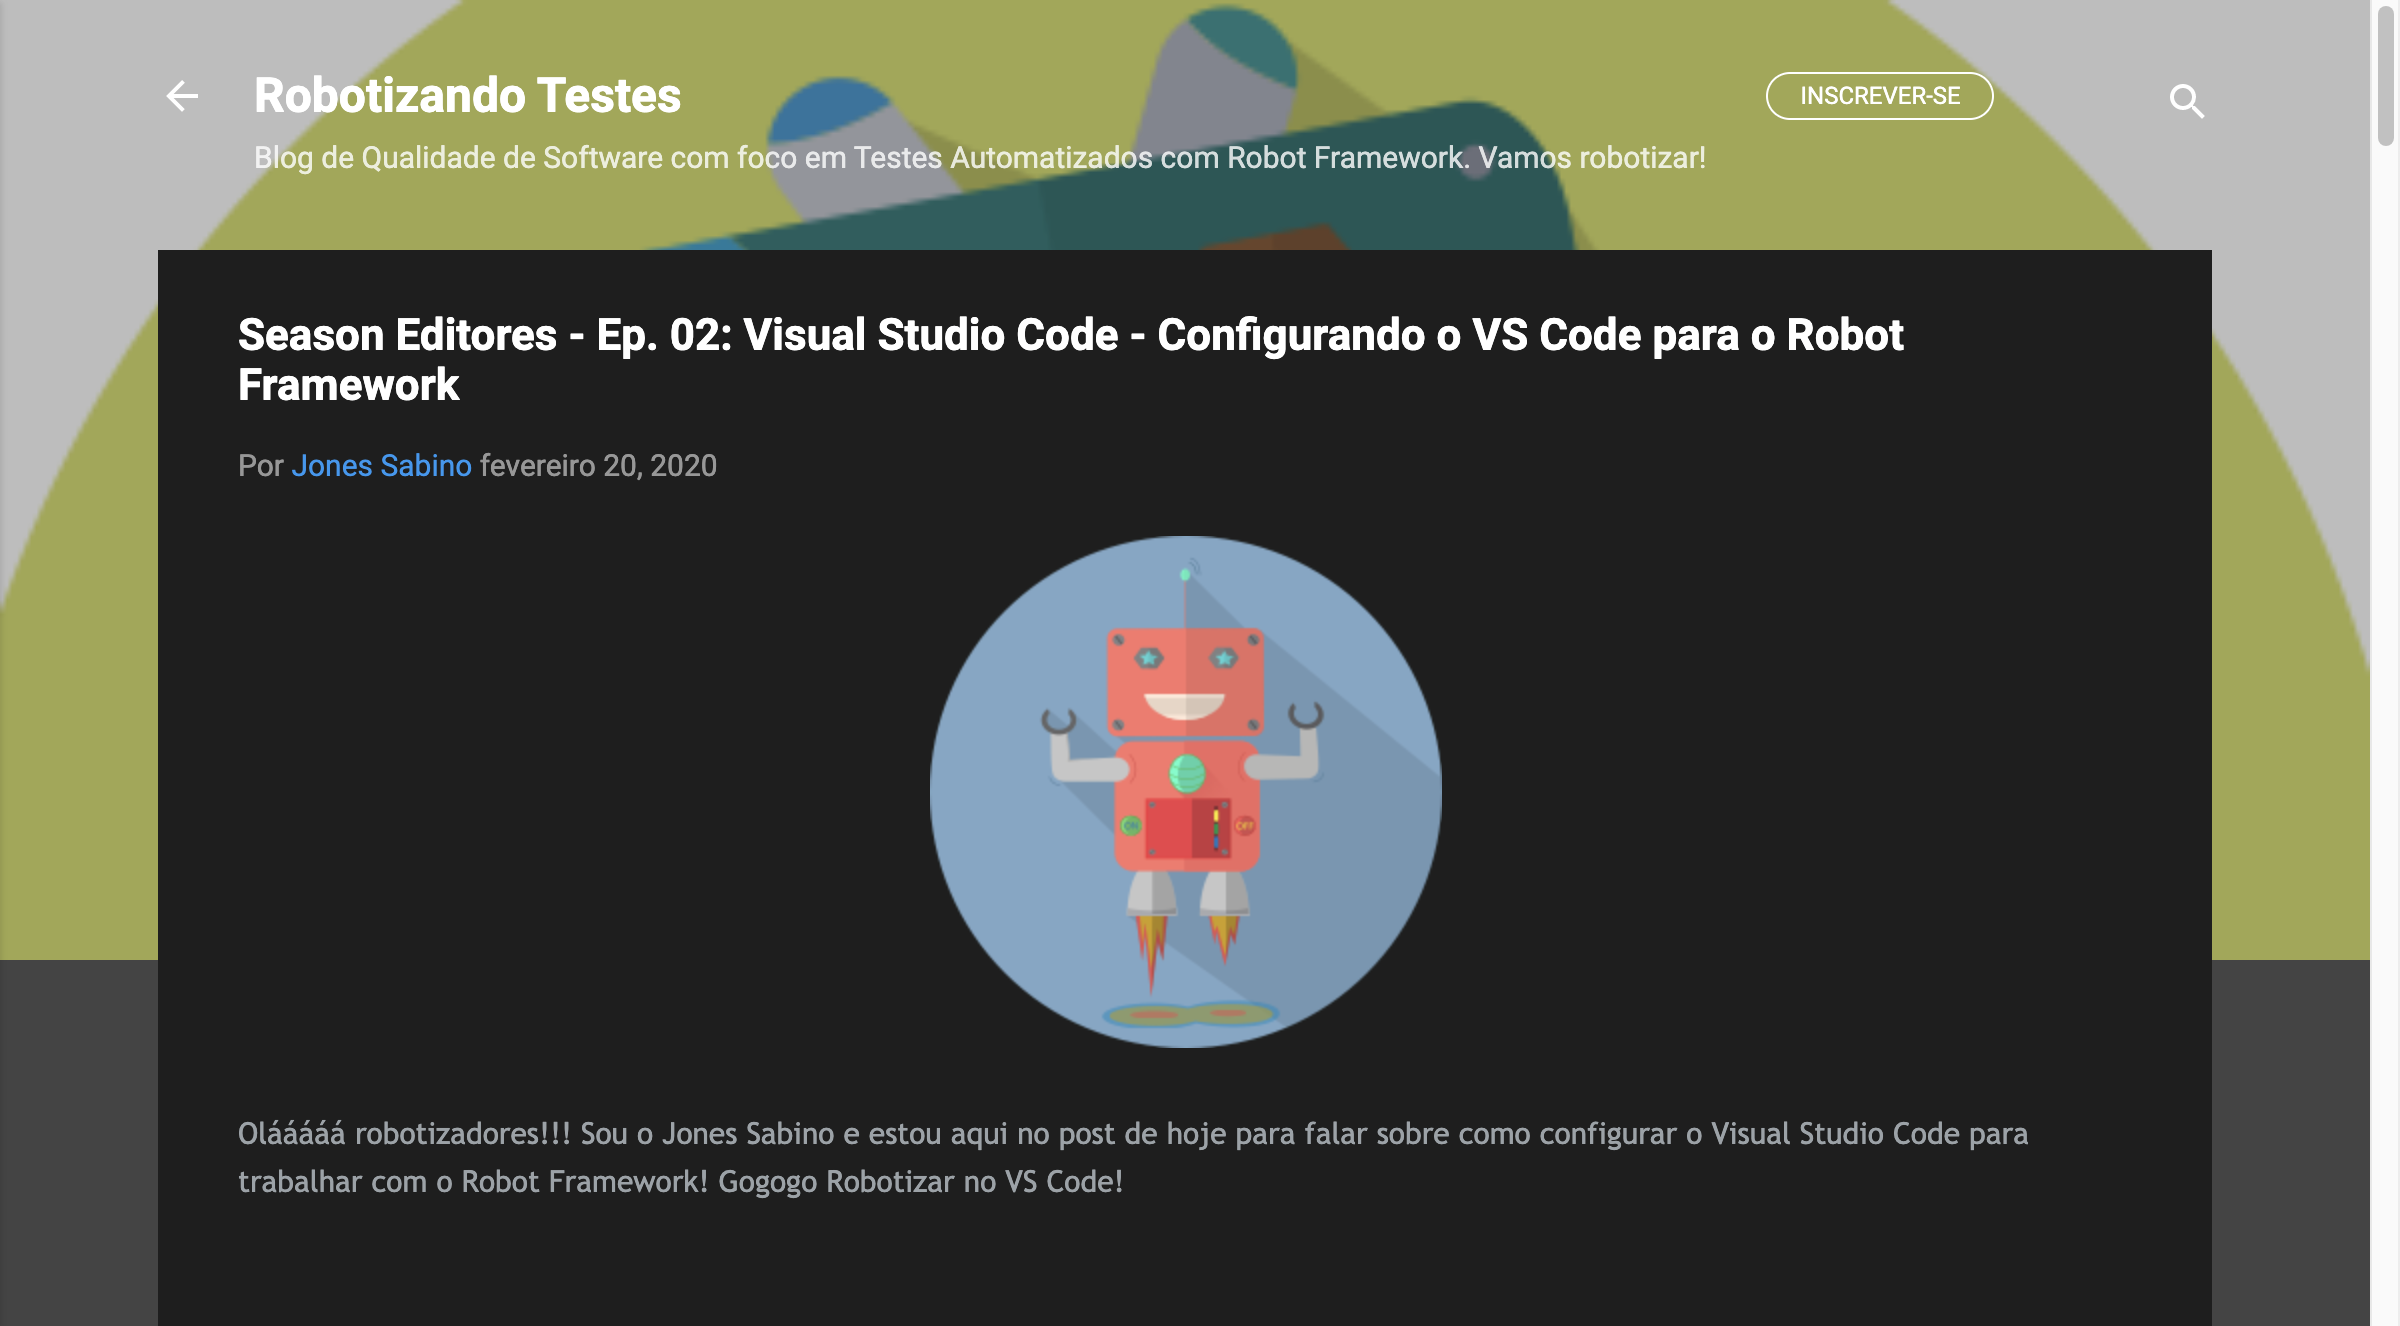 Robotizando Testes
INSCREVER-SE
Blog de Qualidade de Software com foco em Testes Automatizados com Robot Framework. Vamos robotizar!
Season Editores - Ep. 02: Visual Studio Code - Configurando o VS Code para o Robot
Framework
Por Jones Sabino fevereiro 20, 2020
ON
OFF
Olááááá robotizadores!!! Sou o Jones Sabino e estou aqui no post de hoje para falar sobre como configurar o Visual Studio Code para
trabalhar com o Robot Framework! Gogogo Robotizar no VS Code!